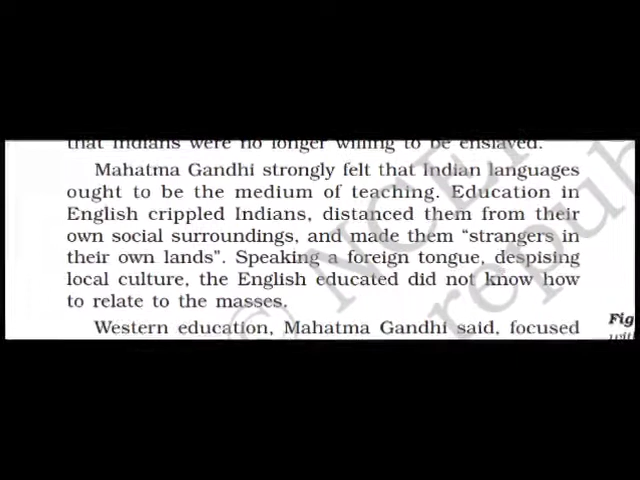 that Indians were no longer willing to be enslaved.
Mahatma Gandhi strongly felt that Indian languages
ought to be the medium of teaching. Education in
English crippled Indians, distanced them from their
own social surroundings, and made them “strangers in
their own lands”. Speaking a foreign tongue, despising
local culture, the English educated did not know how
to relate to the masses.
Western education, Mahatma Gandhi said, focused
Fig
© NCERT
republ